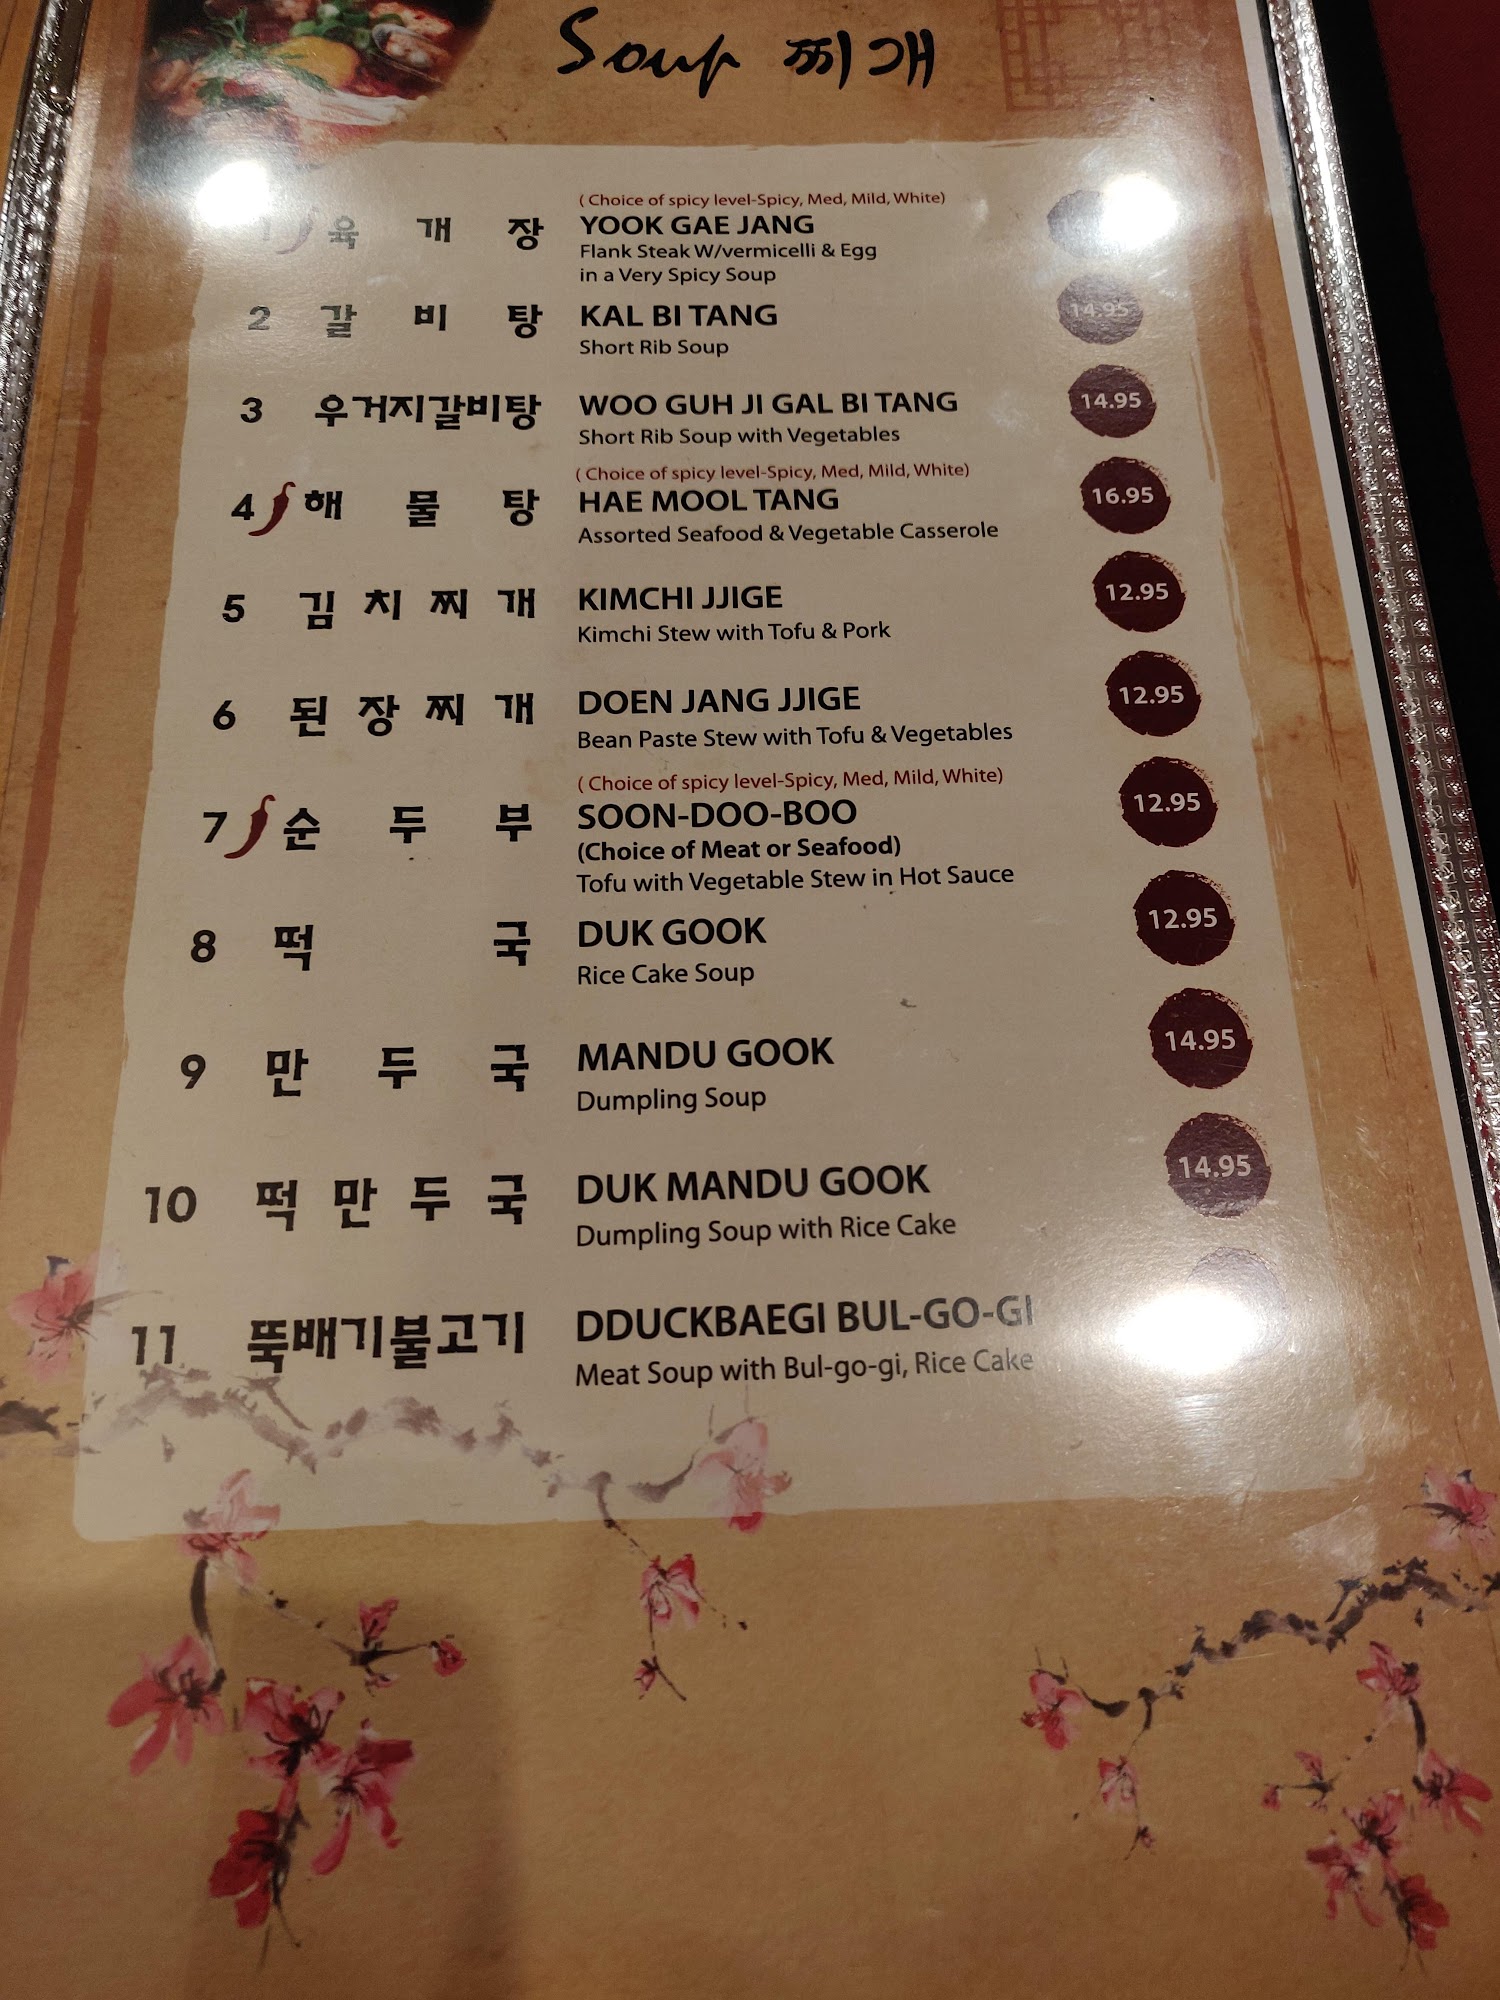 Soup 찌개
( Choice of spicy level-Spicy, Med, Mild, White)
1 육 개 장 YOOK GAE JANG
Flank Steak W/vermicelli & Egg
in a Very Spicy Soup
2 갈 비 탕 KAL BI TANG 14.95
Short Rib Soup
3 우거지갈비탕 WOO GUH JI GAL BI TANG 14.95
Short Rib Soup with Vegetables
( Choice of spicy level-Spicy, Med, Mild, White)
4 해 물 탕 HAE MOOL TANG 16.95
Assorted Seafood & Vegetable Casserole
5 김 치 찌 개 KIMCHI JJIGE 12.95
Kimchi Stew with Tofu & Pork
6 된 장 찌 개 DOEN JANG JJIGE 12.95
Bean Paste Stew with Tofu & Vegetables
( Choice of spicy level-Spicy, Med, Mild, White)
7 순 두 부 SOON-DOO-BOO 12.95
(Choice of Meat or Seafood)
Tofu with Vegetable Stew in Hot Sauce
8 떡 국 DUK GOOK 12.95
Rice Cake Soup
9 만 두 국 MANDU GOOK 14.95
Dumpling Soup
10 떡 만 두 국 DUK MANDU GOOK 14.95
Dumpling Soup with Rice Cake
11 뚝배기불고기 DDUCKBAEGI BUL-GO-GI
Meat Soup with Bul-go-gi, Rice Cake